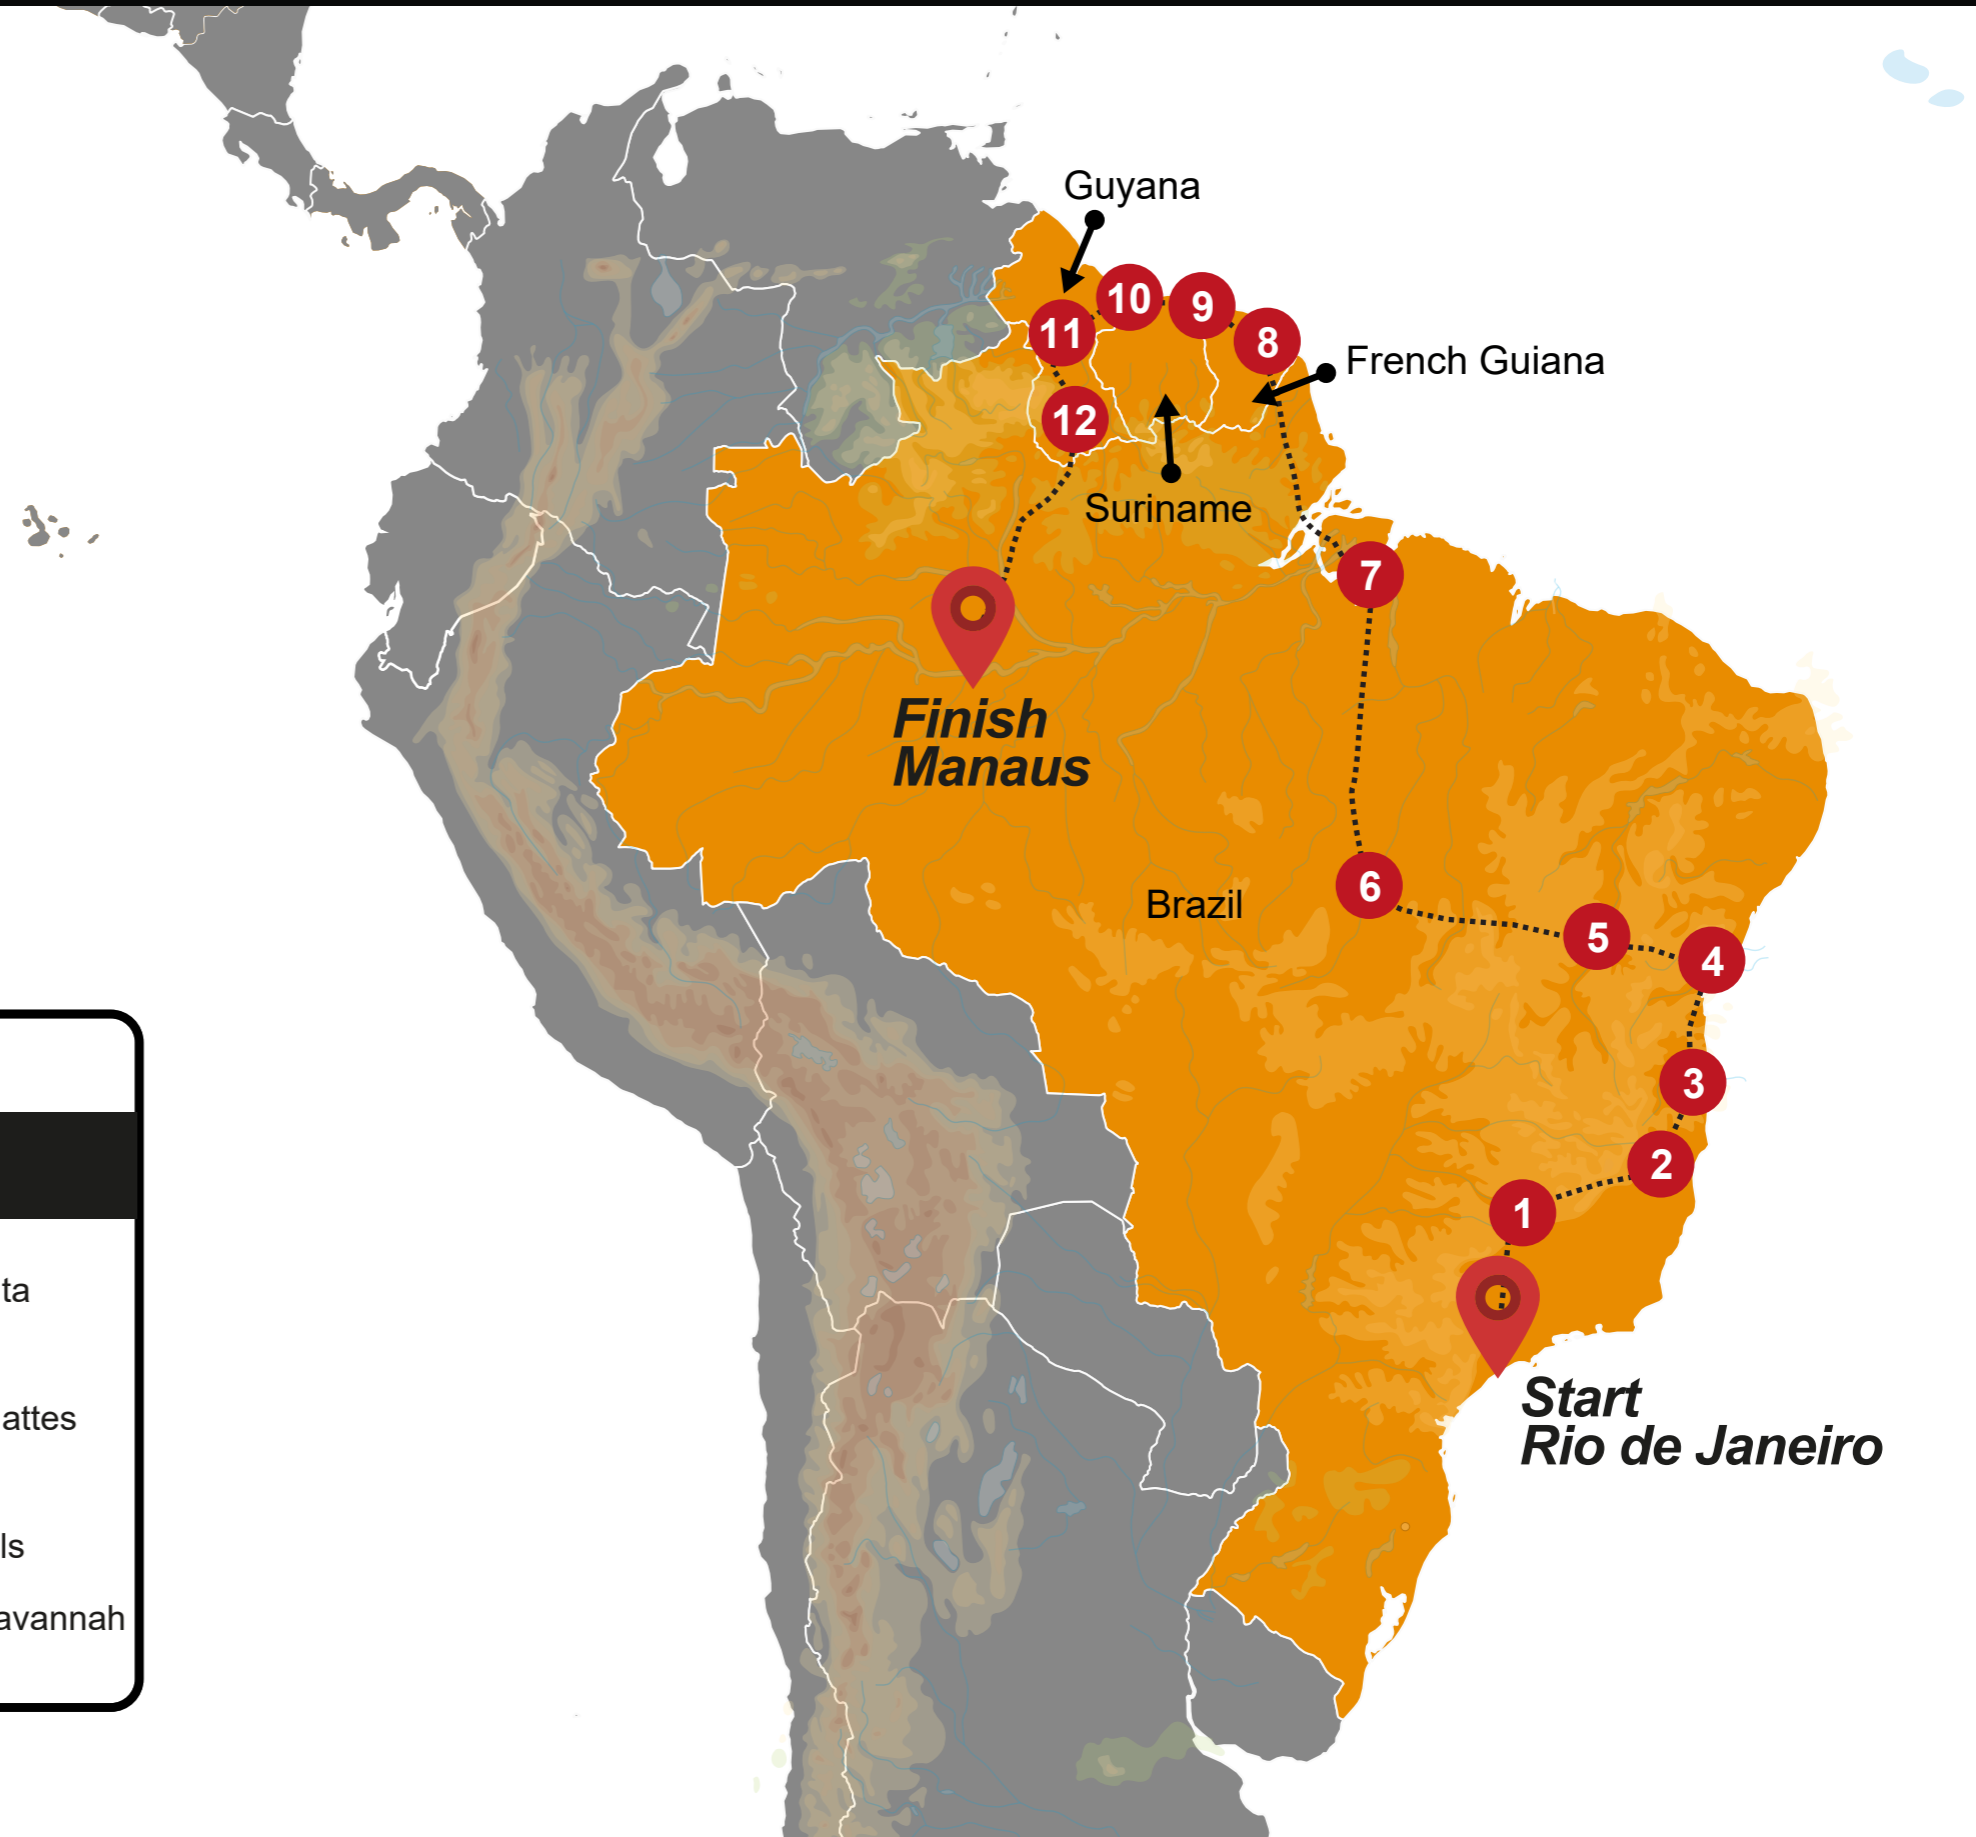 Guyana
10
9
8
11
French Guiana
12
Suriname
7
Finish
Manaus
6
Brazil
5
4
3
2
1
ta
Start
Rio de Janeiro
attes
ls
avannah